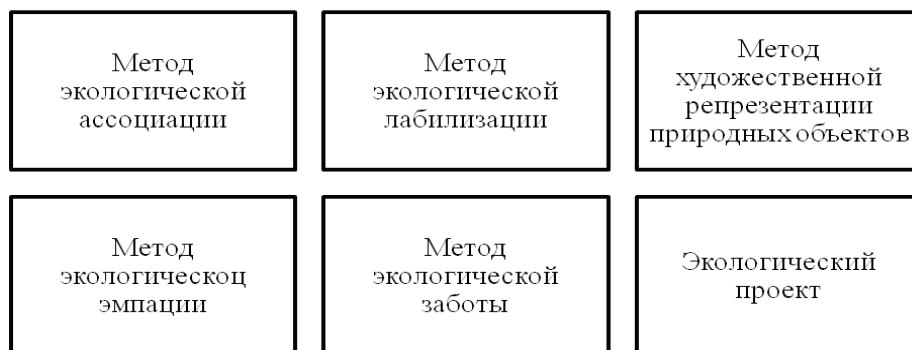 Метод
экологической
ассоциации
Метод
экологической
лабилизации
Метод
художественной
репрезентации
природных объектов
Метод
экологическоц
эмпации
Метод
экологической
заботы
Экологический
проект